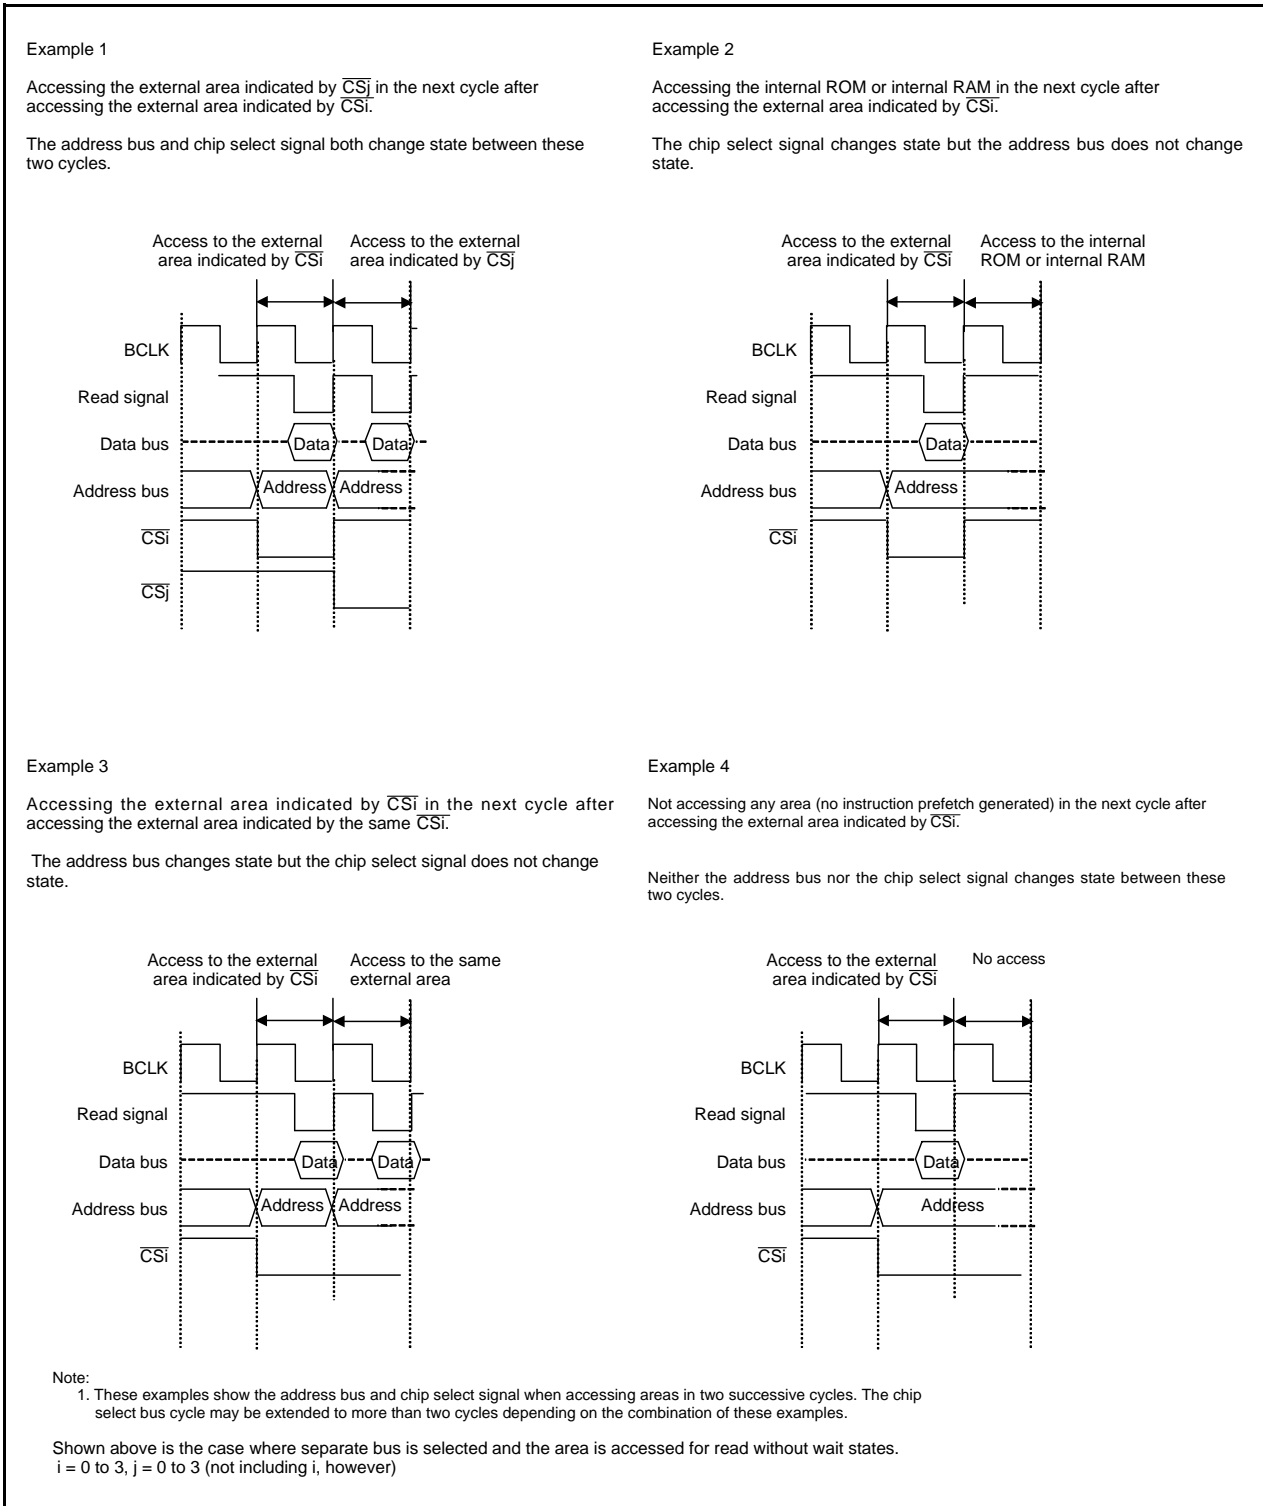 Example 1
Accessing the external area indicated by CSj in the next cycle after
accessing the external area indicated by CSi.
The address bus and chip select signal both change state between these
two cycles.
Access to the external
area indicated by CSi
Access to the external
area indicated by CSj
BCLK
Read signal
Data bus
Data
Data
Address bus
Address
Address
CSi
CSj
Example 2
Accessing the internal ROM or internal RAM in the next cycle after
accessing the external area indicated by CSi.
The chip select signal changes state but the address bus does not change
state.
Access to the external
area indicated by CSi
Access to the internal
ROM or internal RAM
BCLK
Read signal
Data bus
Data
Address bus
Address
CSi
Example 3
Accessing the external area indicated by CSi in the next cycle after
accessing the external area indicated by the same CSi.
The address bus changes state but the chip select signal does not change
state.
Access to the external
area indicated by CSi
Access to the same
external area
BCLK
Read signal
Data bus
Data
Data
Address bus
Address
Address
CSi
Example 4
Not accessing any area (no instruction prefetch generated) in the next cycle after
accessing the external area indicated by CSi.
Neither the address bus nor the chip select signal changes state between these
two cycles.
Access to the external
area indicated by CSi
No access
BCLK
Read signal
Data bus
Data
Address bus
Address
CSi
Note:
1. These examples show the address bus and chip select signal when accessing areas in two successive cycles. The chip
select bus cycle may be extended to more than two cycles depending on the combination of these examples.
Shown above is the case where separate bus is selected and the area is accessed for read without wait states.
i = 0 to 3, j = 0 to 3 (not including i, however)